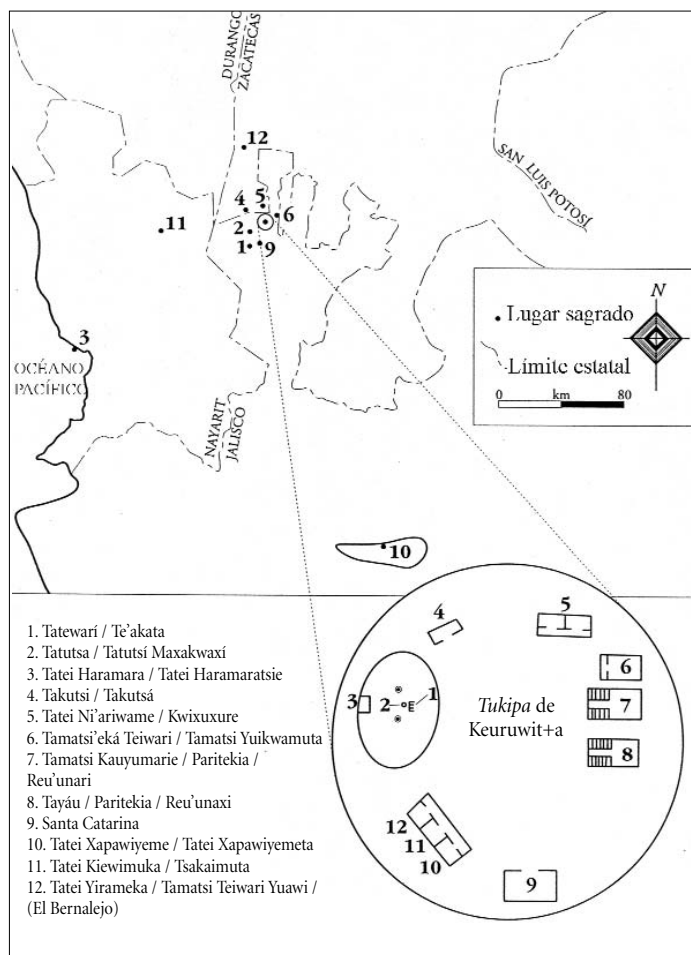 DURANGO
ZACATECAS
12
SAN LUIS POTOSÍ
5
4
6
11
2
1
9
N
Lugar sagrado
3
OCÉANO
PACÍFICO
Límite estatal
0 km 80
NAYARIT
JALISCO
10
1. Tatewarí / Te'akata
2. Tatutsa / Tatutsí Maxakwaxí
3. Tatei Haramara / Tatei Haramaratsie
4. Takutsi / Takutsá
5. Tatei Ni'ariwame / Kwixuxure
6. Tamatsi'eká Teiwari / Tamatsi Yuikwamuta
7. Tamatsi Kauyumarie / Paritekia /
Reu'unari
8. Tayáu / Paritekia / Reu'unaxi
9. Santa Catarina
10. Tatei Xapawiyeme / Tatei Xapawiyemeta
11. Tatei Kiewimuka / Tsakaimuta
12. Tatei Yirameka / Tamatsi Teiwari Yuawi /
(El Bernalejo)
4
5
6
1
3
2
E
Tukipa de
Keuruwit+a
7
8
12
11
10
9